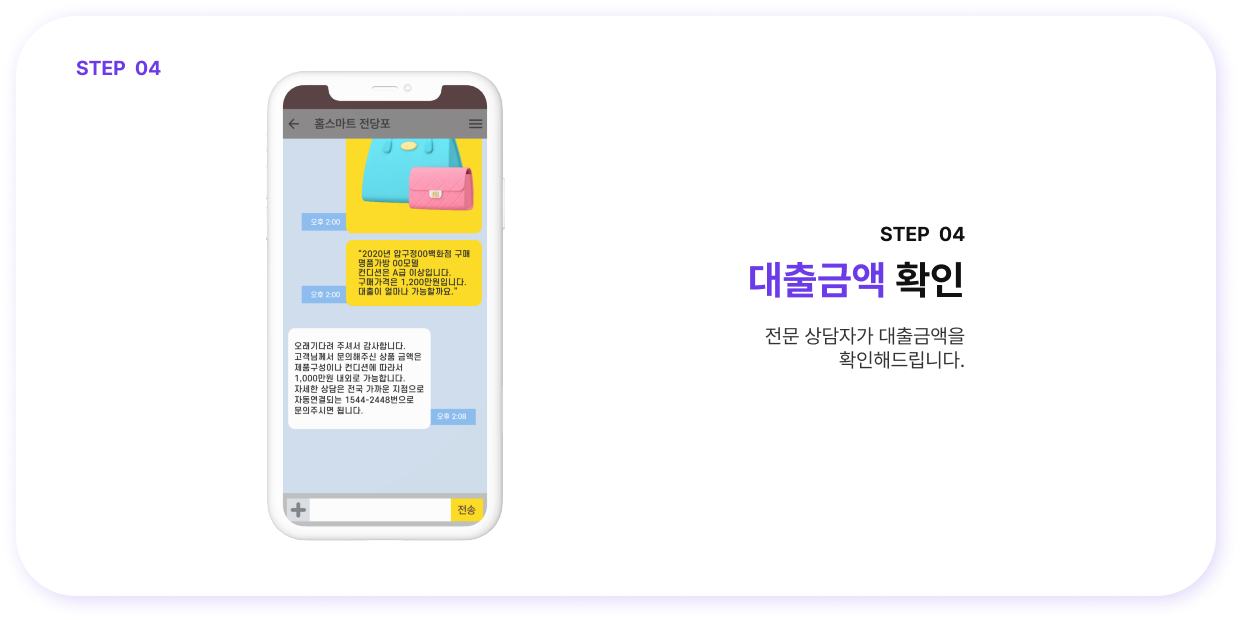 STEP 04
홈스마트 전당포
오후 2:00
"2020년 압구정00백화점 구매
명품가방 00모델
컨디션은 A급 이상입니다.
구매가격은 1,200만원입니다.
대출이 얼마나 가능할까요."
오후 2:00
오래기다려 주셔서 감사합니다.
고객님께서 문의해주신 상품 금액은
제품구성이나 컨디션에 따라서
1,000만원 내외로 가능합니다.
자세한 상담은 전국 가까운 지점으로
자동연결되는 1544-2448번으로
문의주시면 됩니다.
오후 2:08
전송
STEP 04
대출금액 확인
전문 상담자가 대출금액을
확인해드립니다.